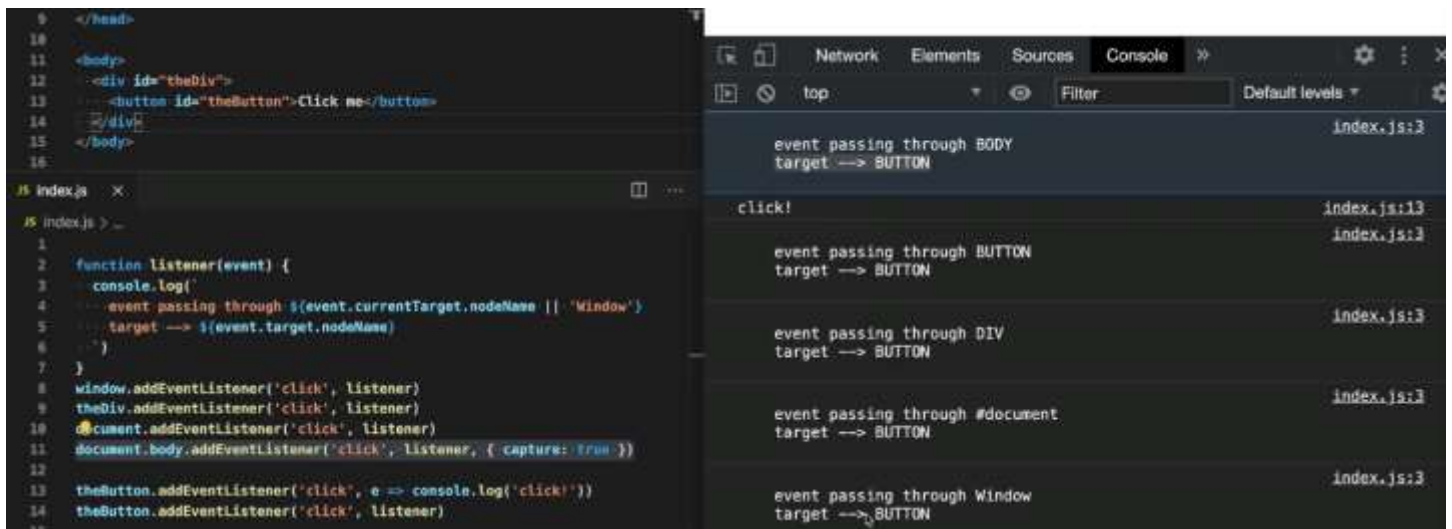 9 </head>
10
11 <body>
12 <div id="theDiv">
13 <button id="theButton">Click me</button>
14 </div>
15 </body>
16
JS index.js × ...
JS index.js > ...
1
2 function listener(event) {
3 console.log(`
4 event passing through ${event.currentTarget.nodeName || 'Window'}
5 target --> ${event.target.nodeName}
6 `)
7 }
8 window.addEventListener('click', listener)
9 theDiv.addEventListener('click', listener)
10 document.addEventListener('click', listener)
11 document.body.addEventListener('click', listener, { capture: true })
12
13 theButton.addEventListener('click', e => console.log('click!'))
14 theButton.addEventListener('click', listener)
Network Elements Sources Console »
top Filter Default levels
index.js:3
event passing through BODY
target --> BUTTON
click! index.js:13
index.js:3
event passing through BUTTON
target --> BUTTON
index.js:3
event passing through DIV
target --> BUTTON
index.js:3
event passing through #document
target --> BUTTON
index.js:3
event passing through Window
target --> BUTTON